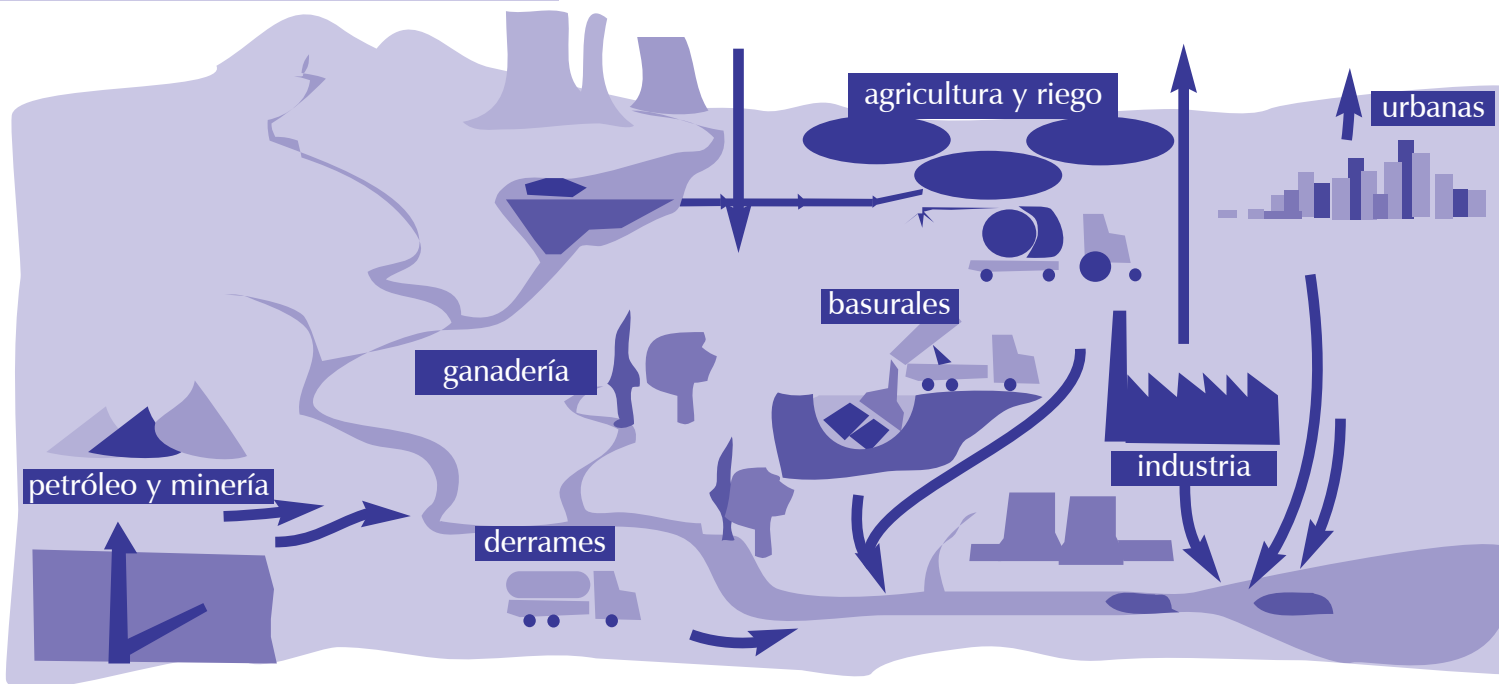 agricultura y riego
urbanas
basurales
ganadería
industria
petróleo y minería
derrames